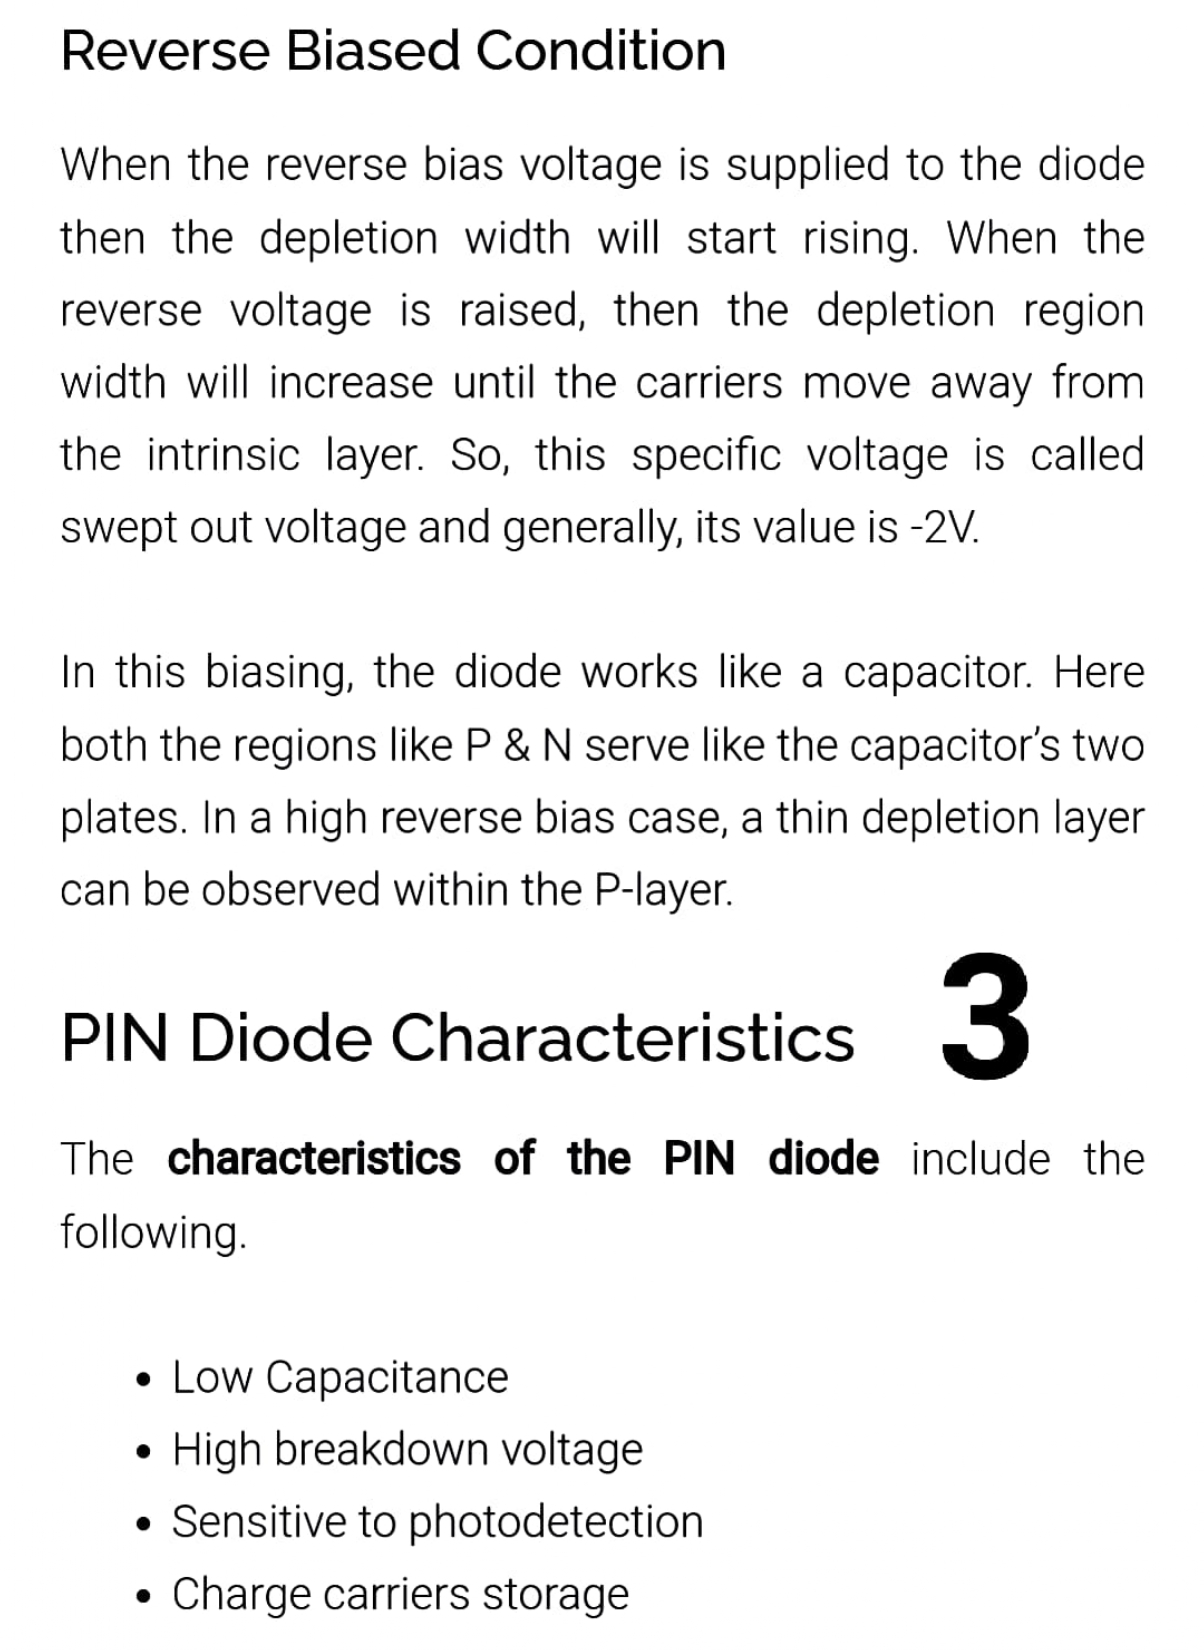 Reverse Biased Condition
When the reverse bias voltage is supplied to the diode
then the depletion width will start rising. When the
reverse voltage is raised, then the depletion region
width will increase until the carriers move away from
the intrinsic layer. So, this specific voltage is called
swept out voltage and generally, its value is -2V.
In this biasing, the diode works like a capacitor. Here
both the regions like P & N serve like the capacitor’s two
plates. In a high reverse bias case, a thin depletion layer
can be observed within the P-layer.
PIN Diode Characteristics 3
The characteristics of the PIN diode include the
following.
• Low Capacitance
• High breakdown voltage
• Sensitive to photodetection
• Charge carriers storage